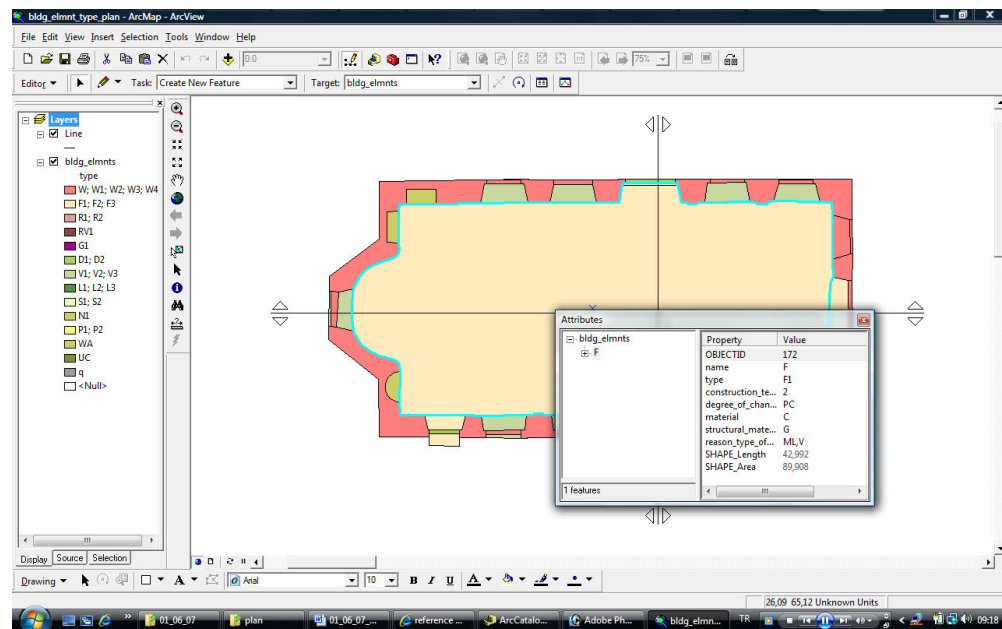 bldg_elmnt_type_plan - ArcMap - ArcView
File Edit View Insert Selection Tools Window Help
0:0
75%
Editor Task: Create New Feature Target: bldg_elmnts
Layers
Line
bldg_elmnts
type
W; W1; W2; W3; W4
F1; F2; F3
R1; R2
RV1
G1
D1; D2
V1; V2; V3
L1; L2; L3
S1; S2
N1
P1; P2
WA
UC
q
<Null>
Attributes
bldg_elmnts
F
1 features
Property Value
OBJECTID 172
name F
type F1
construction_te... 2
degree_of_chan... PC
material C
structural_mate... G
reason_type_of... ML,V
SHAPE_Length 42,992
SHAPE_Area 89,908
Display Source Selection
Drawing A Arial 10 B I U A
26,09 65,12 Unknown Units
01_06_07 plan 01_06_07_... reference ... ArcCatalo... Adobe Ph... bldg_elmn... TR 09:18